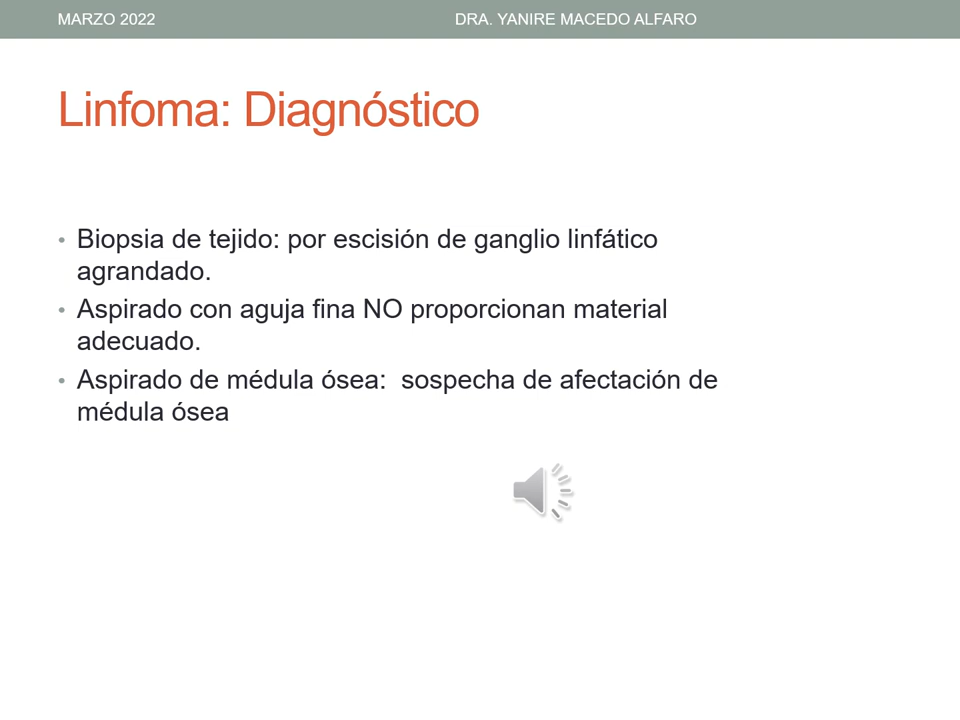 MARZO 2022 DRA. YANIRE MACEDO ALFARO
Linfoma: Diagnóstico
• Biopsia de tejido: por escisión de ganglio linfático
agrandado.
• Aspirado con aguja fina NO proporcionan material
adecuado.
• Aspirado de médula ósea:  sospecha de afectación de
médula ósea